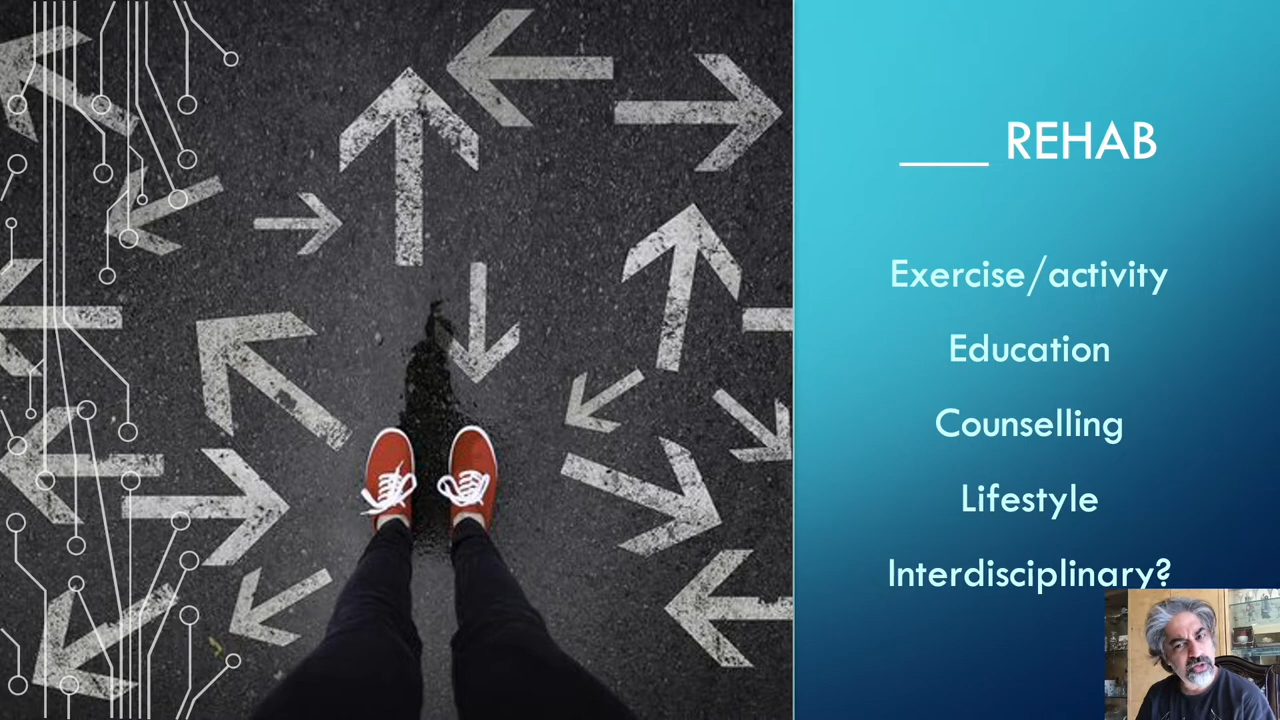 ___ REHAB
Exercise/activity
Education
Counselling
Lifestyle
Interdisciplinary?